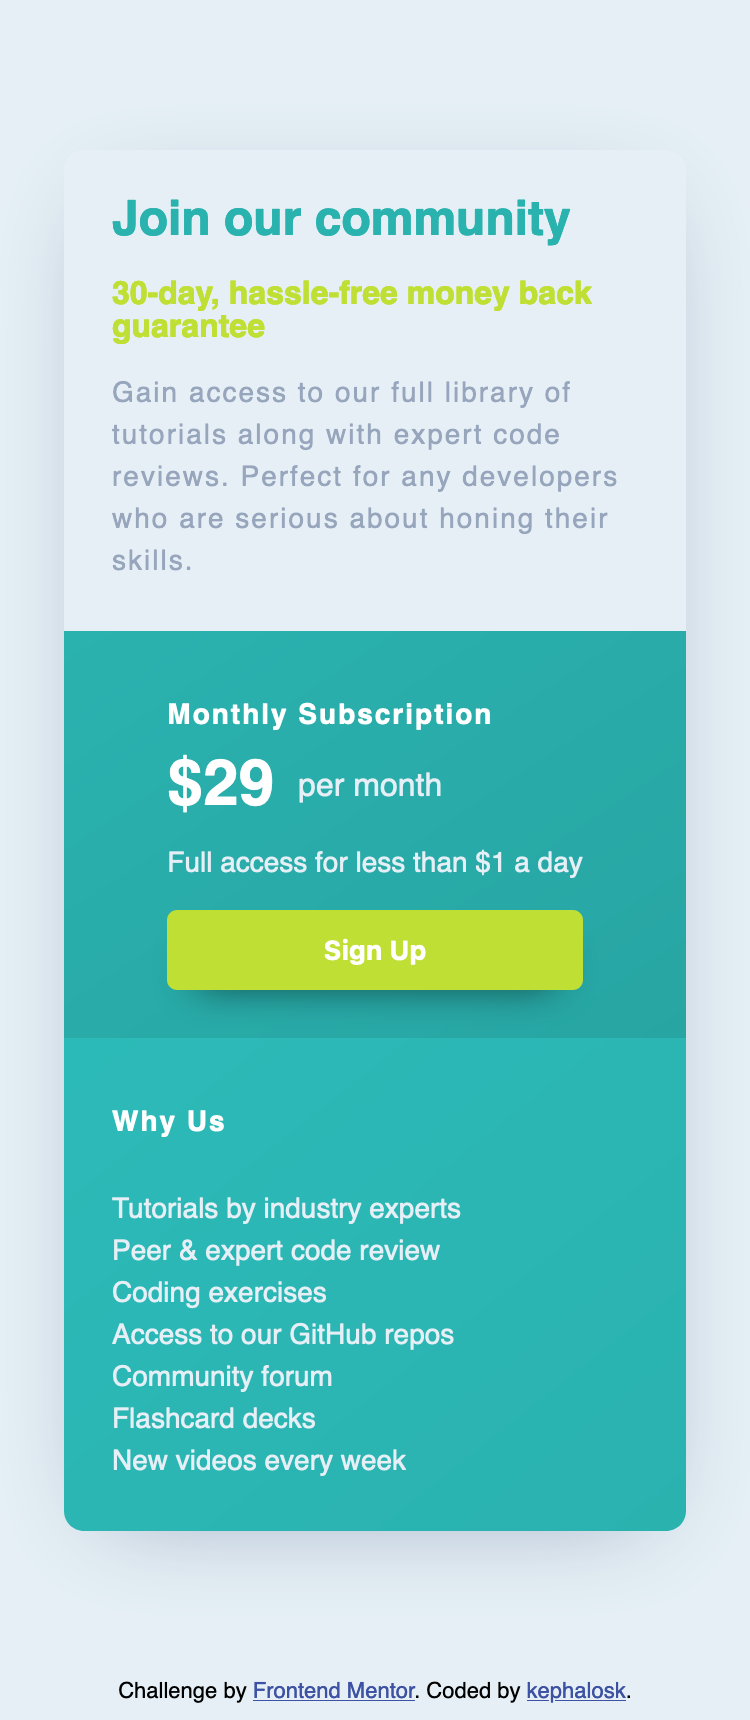 Join our community
30-day, hassle-free money back
guarantee
Gain access to our full library of
tutorials along with expert code
reviews. Perfect for any developers
who are serious about honing their
skills.
Monthly Subscription
$29 per month
Full access for less than $1 a day
Sign Up
Why Us
Tutorials by industry experts
Peer & expert code review
Coding exercises
Access to our GitHub repos
Community forum
Flashcard decks
New videos every week
Challenge by Frontend Mentor. Coded by kephalosk.